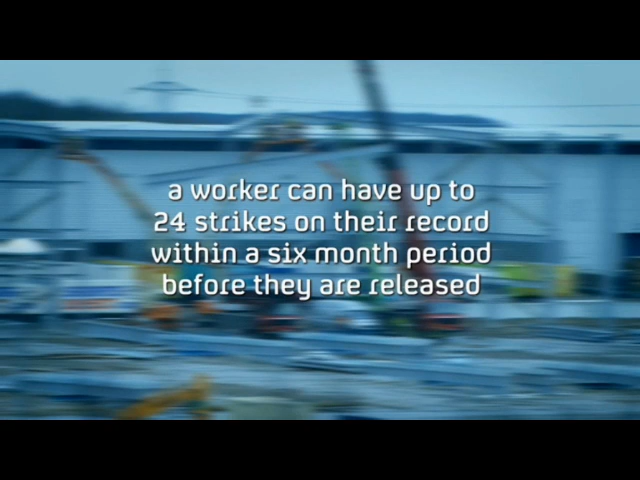 a worker can have up to
24 strikes on their record
within a six month period
before they are released